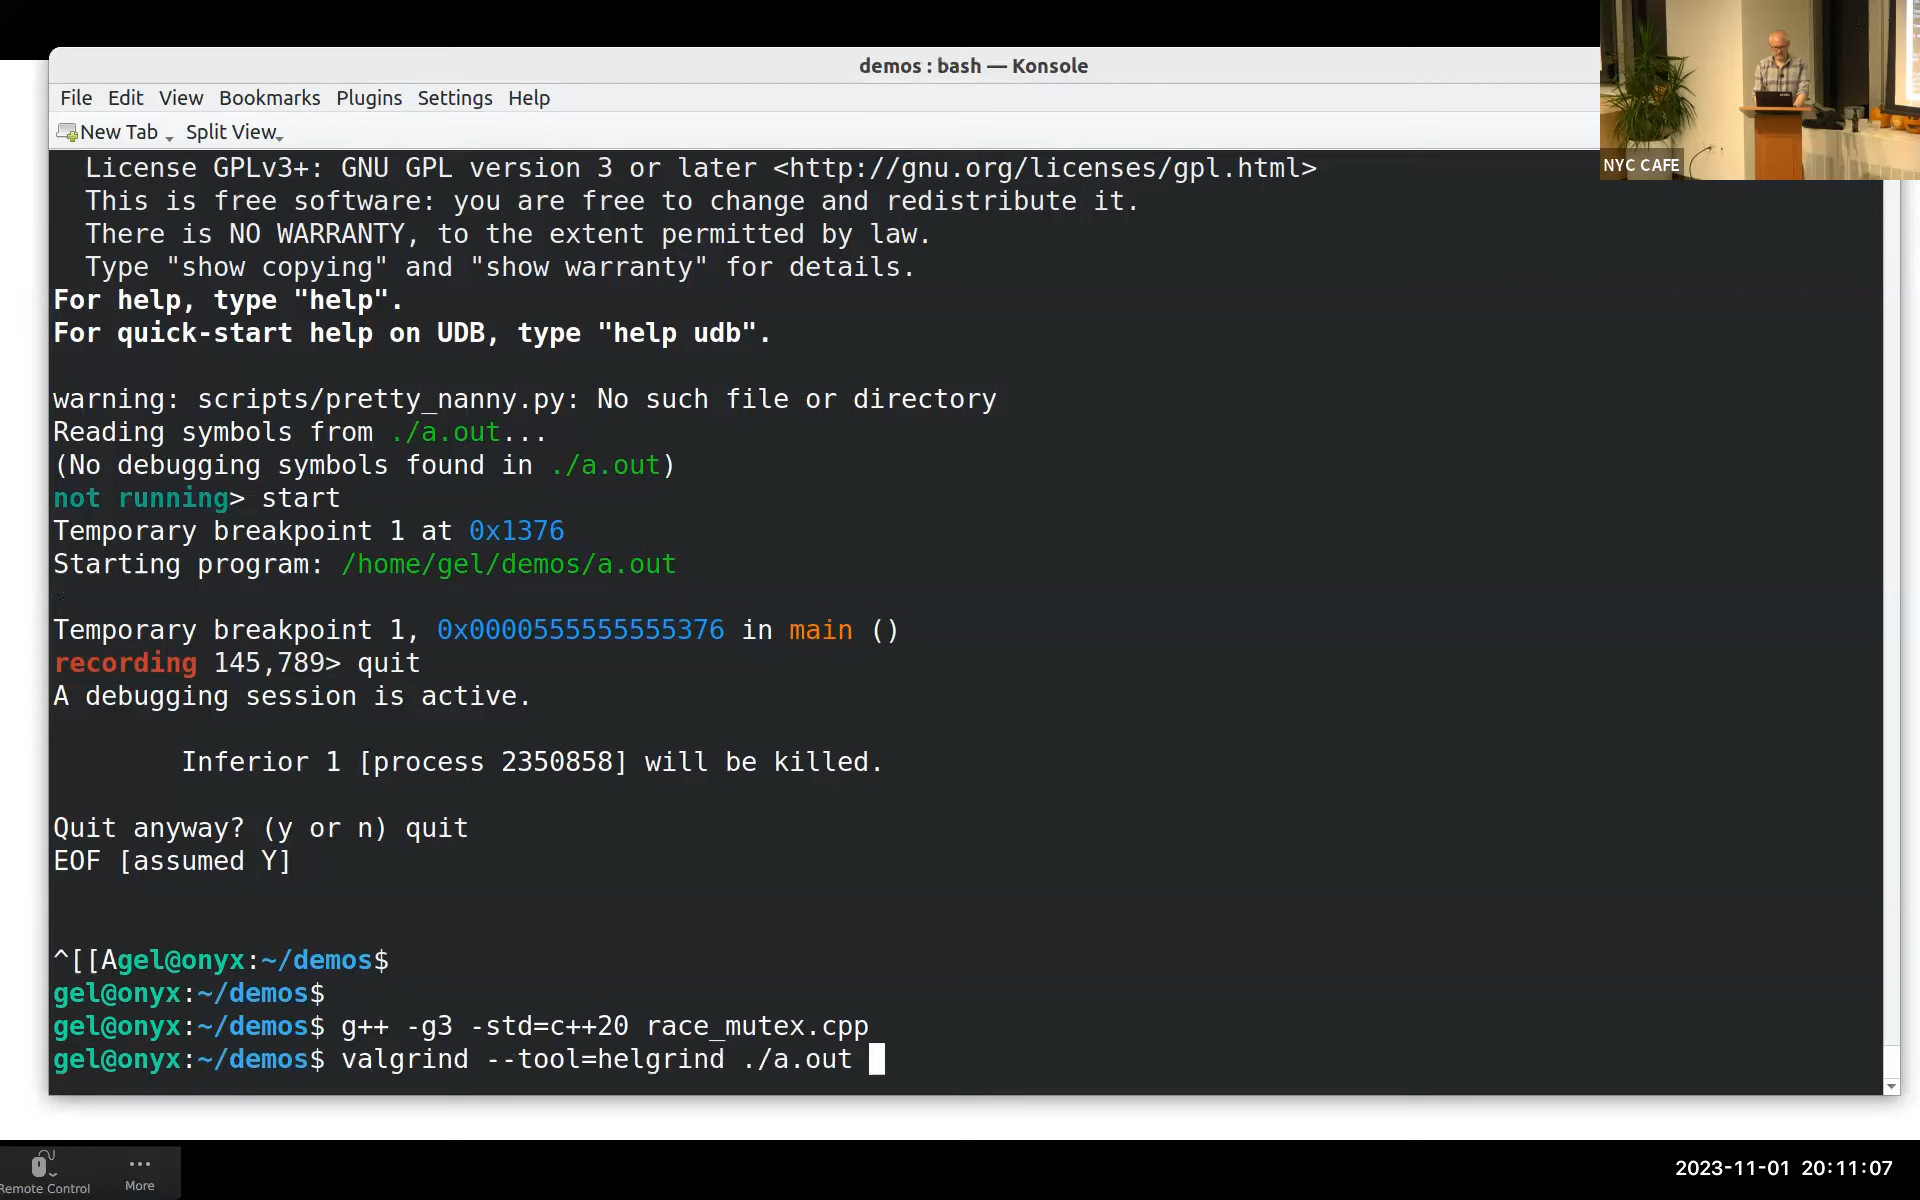 demos : bash — Konsole
File Edit View Bookmarks Plugins Settings Help
New Tab Split View
License GPLv3+: GNU GPL version 3 or later <http://gnu.org/licenses/gpl.html>
This is free software: you are free to change and redistribute it.
There is NO WARRANTY, to the extent permitted by law.
Type "show copying" and "show warranty" for details.
For help, type "help".
For quick-start help on UDB, type "help udb".
warning: scripts/pretty_nanny.py: No such file or directory
Reading symbols from ./a.out...
(No debugging symbols found in ./a.out)
not running> start
Temporary breakpoint 1 at 0x1376
Starting program: /home/gel/demos/a.out
Temporary breakpoint 1, 0x0000555555555376 in main ()
recording 145,789> quit
A debugging session is active.
Inferior 1 [process 2350858] will be killed.
Quit anyway? (y or n) quit
EOF [assumed Y]
^[[Agel@onyx:~/demos$
gel@onyx:~/demos$
gel@onyx:~/demos$ g++ -g3 -std=c++20 race_mutex.cpp
gel@onyx:~/demos$ valgrind --tool=helgrind ./a.out
NYC CAFE
Remote Control
More
2023-11-01 20:11:07